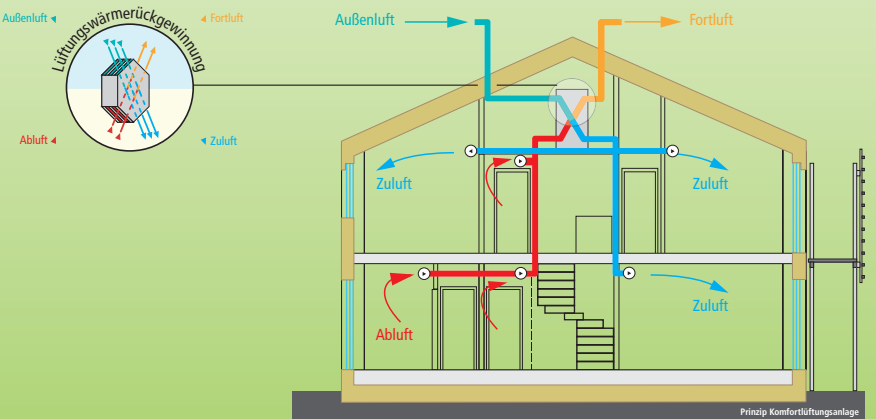 Außenluft
Fortluft
Lüftungswärmerückgewinnung
Abluft
Zuluft
Außenluft
Fortluft
Zuluft
Zuluft
Zuluft
Abluft
Prinzip Komfortlüftungsanlage